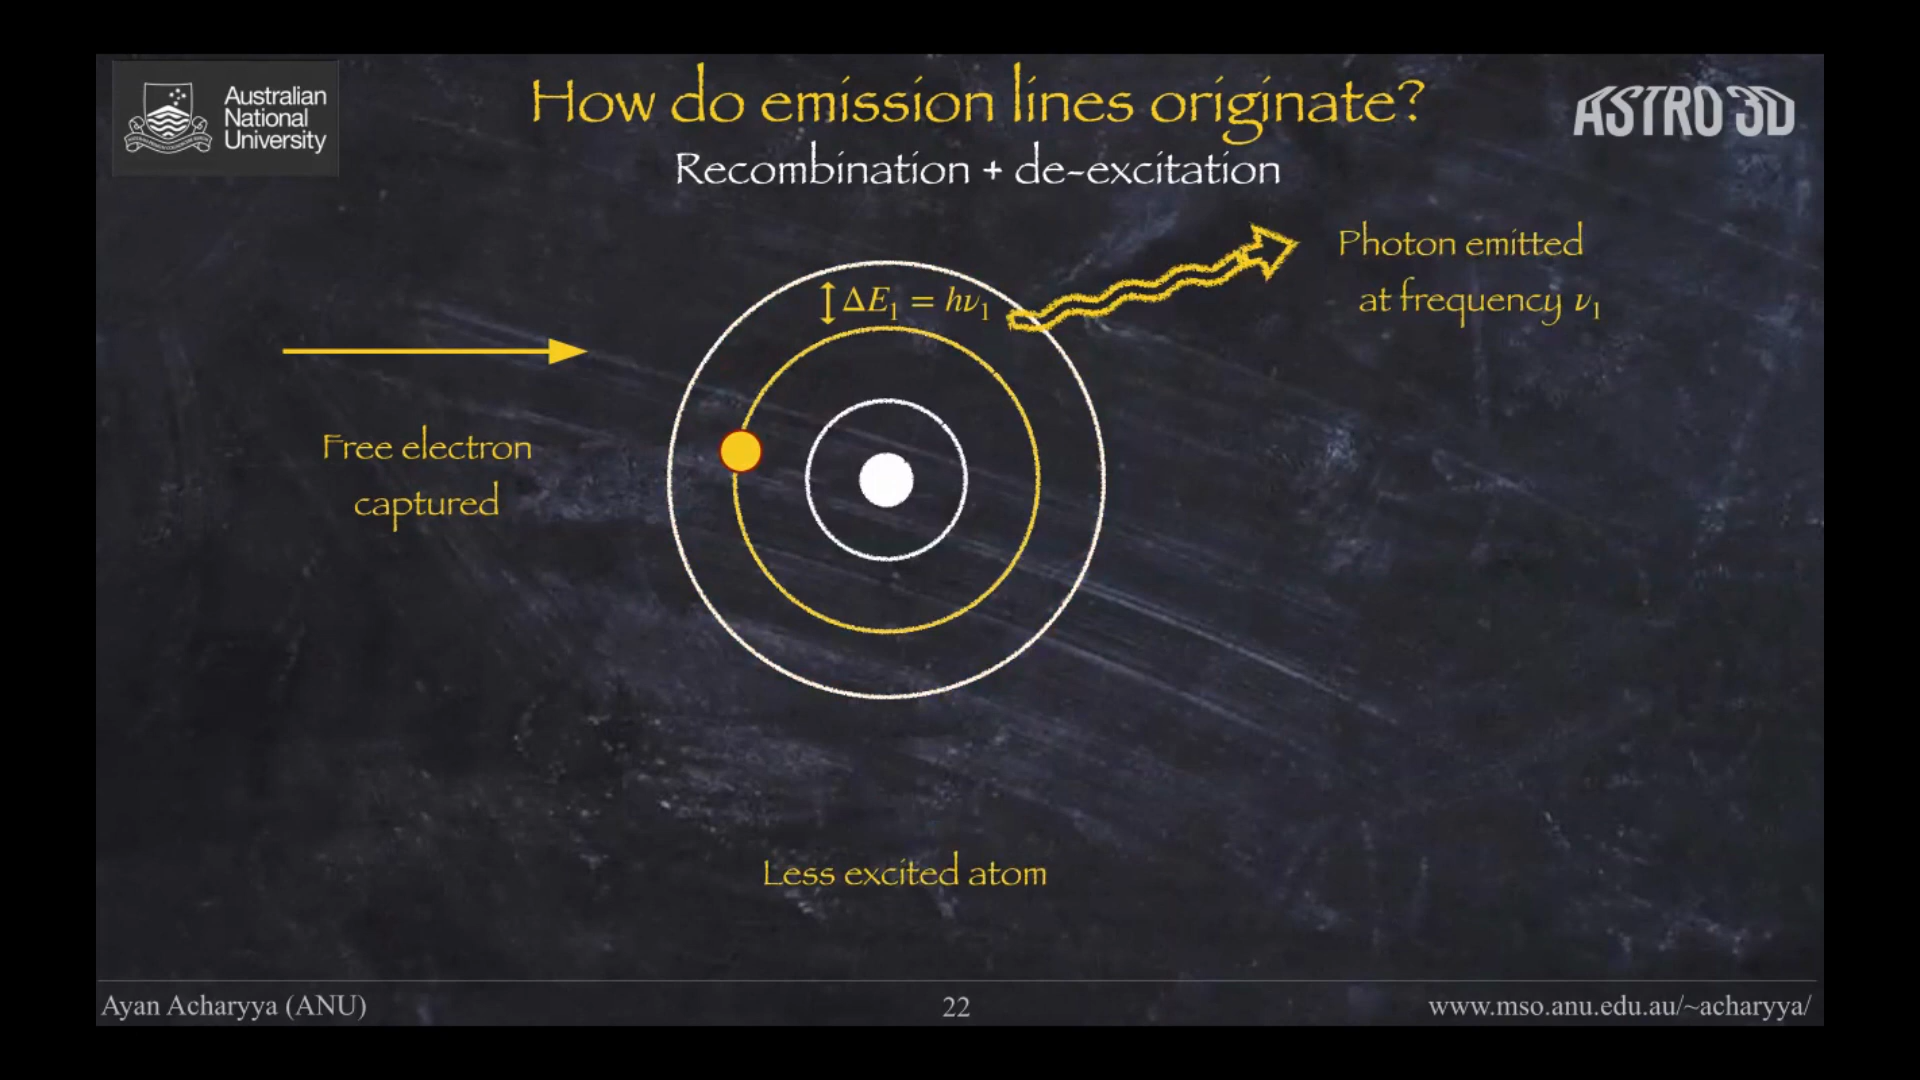 Australian
National
University
How do emission lines originate?
ASTRO 3D
Recombination + de-excitation
Photon emitted
at frequency ν₁
ΔE₁ = hν₁
Free electron
captured
Less excited atom
Ayan Acharyya (ANU)
22
www.mso.anu.edu.au/~acharyya/